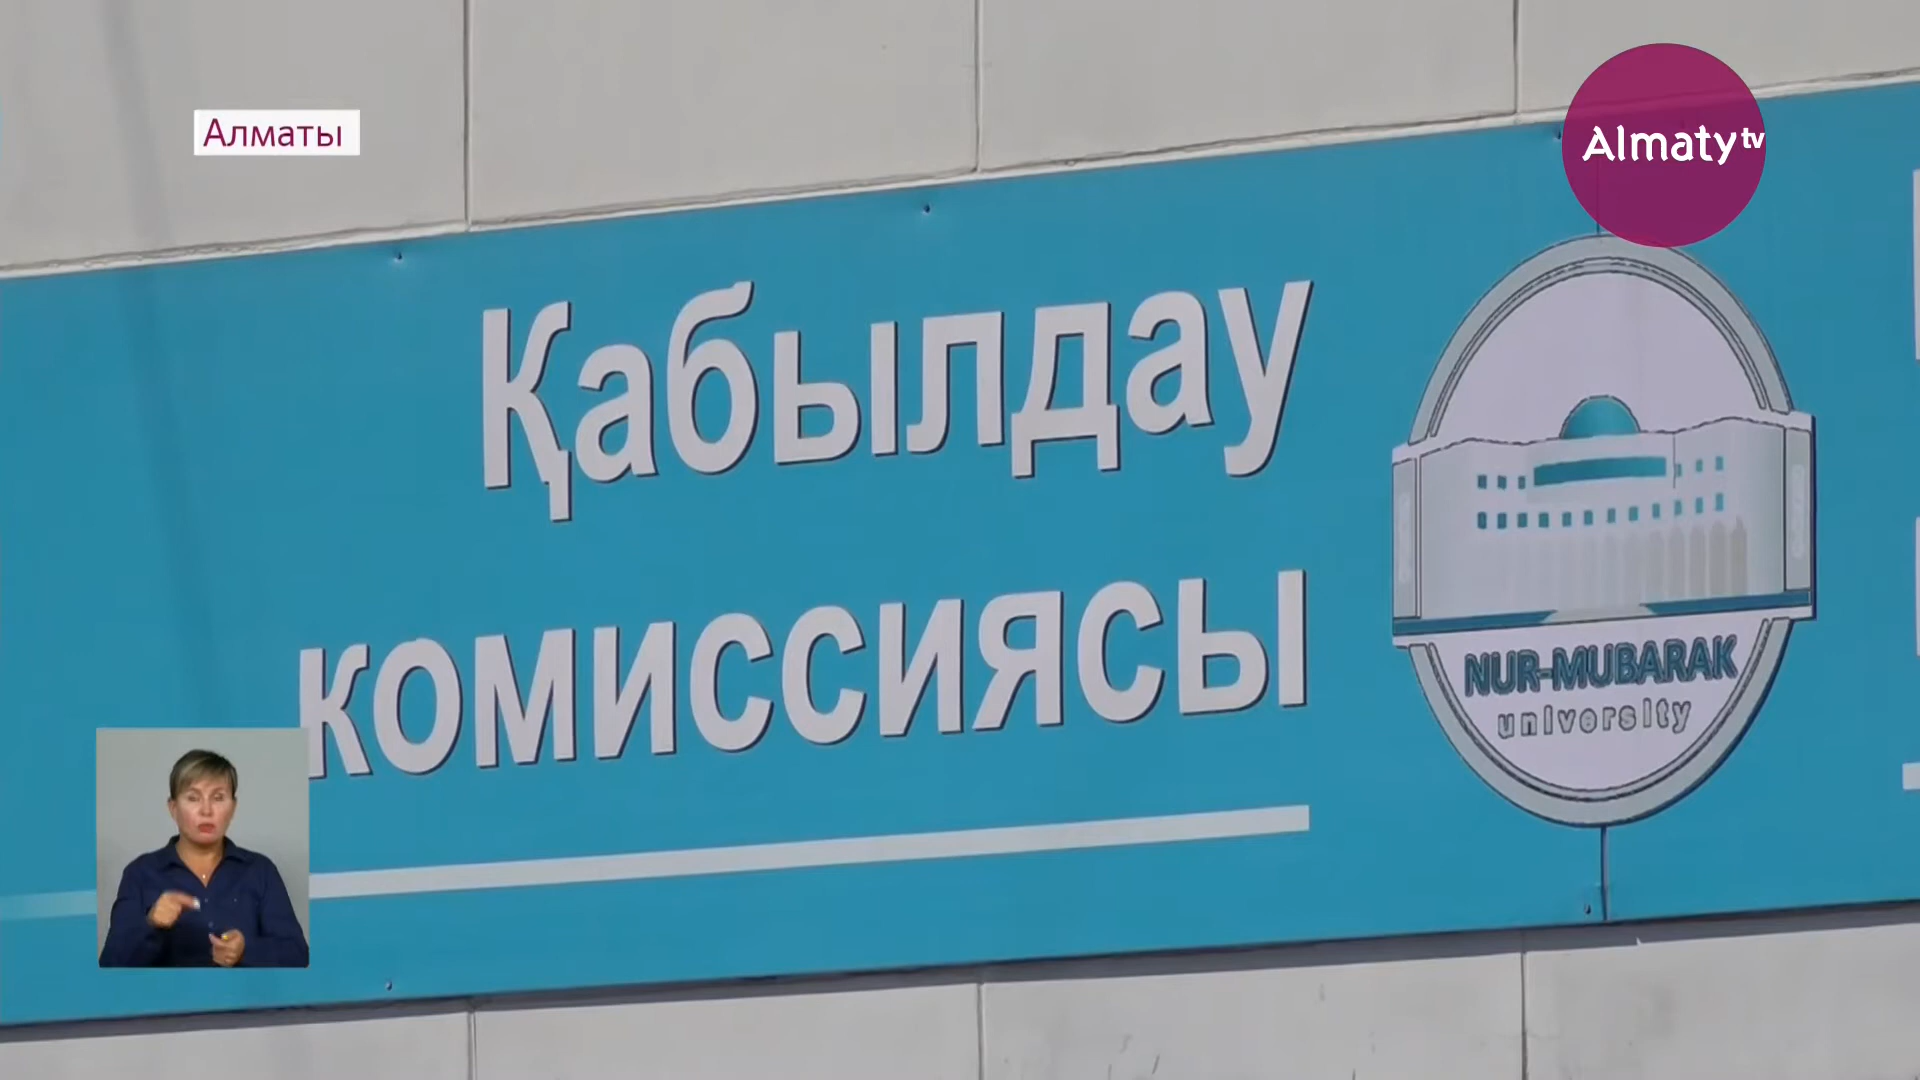 Алматы
Almaty tv
Қабылдау
комиссиясы
NUR-MUBARAK
university